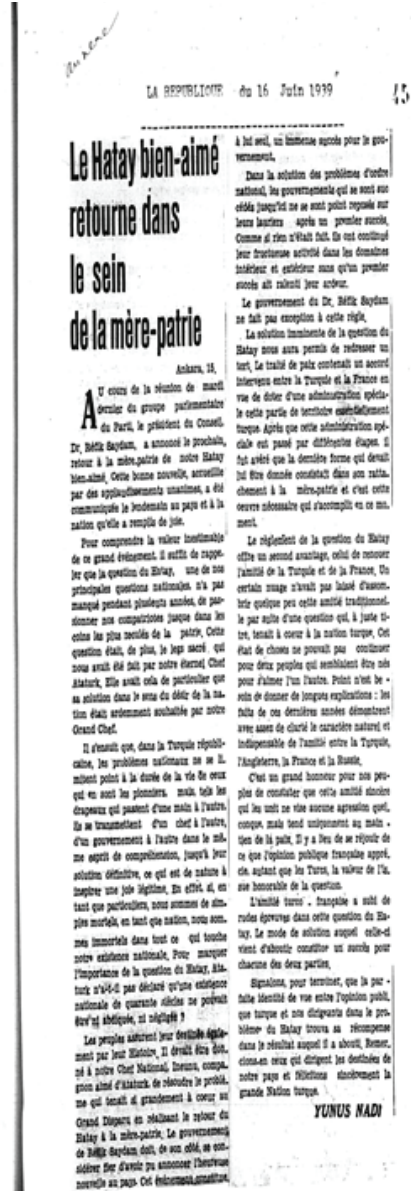 annexe
LA REPUBLIQUE du 16 Juin 1939
45
Le Hatay bien-aimé
retourne dans
le sein
de la mère-patrie
Ankara, 15.
AU cours de la réunion de mardi
dernier du groupe parlementaire
du Parti, le président du Conseil,
Dr. Réfik Saydam, a annoncé le prochain
retour à la mère-patrie de notre Hatay
bien-aimé. Cette bonne nouvelle, accueillie
par des applaudissements unanimes, a été
communiquée le lendemain au pays et à la
nation qu'elle a remplis de joie.
Pour comprendre la valeur inestimable
de ce grand événement, il suffit de rappe-
ler que la question du Hatay, une de nos
principales questions nationales, n'a pas
manqué pendant plusieurs années, de pas-
sionner nos compatriotes jusque dans les
coins les plus reculés de la patrie. Cette
question était, de plus, le legs sacré qui
nous avait été fait par notre éternel Chef
Ataturk. Elle avait cela de particulier que
sa solution dans le sens du désir de la na-
tion était ardemment souhaitée par notre
Grand Chef.
Il s'ensuit que, dans la Turquie républi-
caine, les problèmes nationaux ne se li-
mitent point à la durée de la vie de ceux
qui en sont les pionniers, mais tels les
drapeaux qui passent d'une main à l'autre,
ils se transmettent d'un chef à l'autre,
d'un gouvernement à l'autre dans le mê-
me esprit de compréhension, jusqu'à leur
solution définitive, ce qui est de nature à
inspirer une joie légitime. En effet, si, en
tant que particuliers, nous sommes de sim-
ples mortels, en tant que nation, nous som-
mes immortels dans tout ce qui touche
notre existence nationale. Pour marquer
l'importance de la question du Hatay, Ata-
turk n'a-t-il pas déclaré qu'une existence
nationale de quarante siècles ne pouvait
être ni abdiquée, ni négligée ?
Les peuples assurent leur destinée égale-
ment par leur Histoire. Il devait être don-
né à notre Chef National, Ineunu, compa-
gnon aimé d'Ataturk, de résoudre le problè-
me qui tenait si grandement à coeur au
Grand Disparu en réalisant le retour du
Hatay à la mère-patrie. Le gouvernement
de Réfik Saydam doit, de son côté, se con-
sidérer fier d'avoir pu annoncer l'heureuse
nouvelle au pays. Cet événement constitue
à lui seul, un immense succès pour le gou-
vernement.
Dans la solution des problèmes d'ordre
national, les gouvernements qui se sont suc
cédés jusqu'ici ne se sont point reposés sur
leurs lauriers après un premier succès.
Comme si rien n'était fait, ils ont continué
leur fructueuse activité dans les domaines
intérieur et extérieur sans qu'un premier
succès ait ralenti leur ardeur.
Le gouvernement du Dr. Réfik Saydam
ne fait pas exception à cette règle.
La solution imminente de la question du
Hatay nous aura permis de redresser un
tort. Le traité de paix contenait un accord
intervenu entre la Turquie et la France en
vue de doter d'une administration spécia-
le cette partie de territoire essentiellement
turque. Après que cette administration spé-
ciale eut passé par différentes étapes, il
fut avéré que la dernière forme qui devait
lui être donnée consistait dans son ratta-
chement à la mère-patrie et c'est cette
oeuvre nécessaire qui s'accomplit en ce mo-
ment.
Le règlement de la question du Hatay
offre un second avantage, celui de renouer
l'amitié de la Turquie et de la France. Un
certain nuage n'avait pas laissé d'assom-
brir quelque peu cette amitié traditionnel-
le par suite d'une question qui, à juste ti-
tre, tenait à coeur à la nation turque. Cet
état de choses ne pouvait pas continuer
pour deux peuples qui semblaient être nés
pour s'aimer l'un l'autre. Point n'est be-
soin de donner de longues explications : les
faits de ces dernières années démontrent
avec assez de clarté le caractère naturel et
indispensable de l'amitié entre la Turquie,
l'Angleterre, la France et la Russie.
C'est un grand honneur pour nos peu-
ples de constater que cette amitié sincère
qui les unit ne vise aucune agression quel-
conque, mais tend uniquement au main-
tien de la paix. Il y a lieu de se réjouir de
ce que l'opinion publique française appré-
cie, autant que les Turcs, la valeur de l'is-
sue honorable de la question.
L'amitié turco-française a subi de
rudes épreuves dans cette question du Ha-
tay. Le mode de solution auquel celle-ci
vient d'aboutir constitue un succès pour
chacune des deux parties.
Signalons, pour terminer, que la par-
faite identité de vue entre l'opinion publi-
que turque et nos dirigeants dans le pro-
blème du Hatay trouva sa récompense
dans le résultat auquel il a abouti. Remer-
cions-en ceux qui dirigent les destinées de
notre pays et félicitons sincèrement la
grande Nation turque.
YUNUS NADI